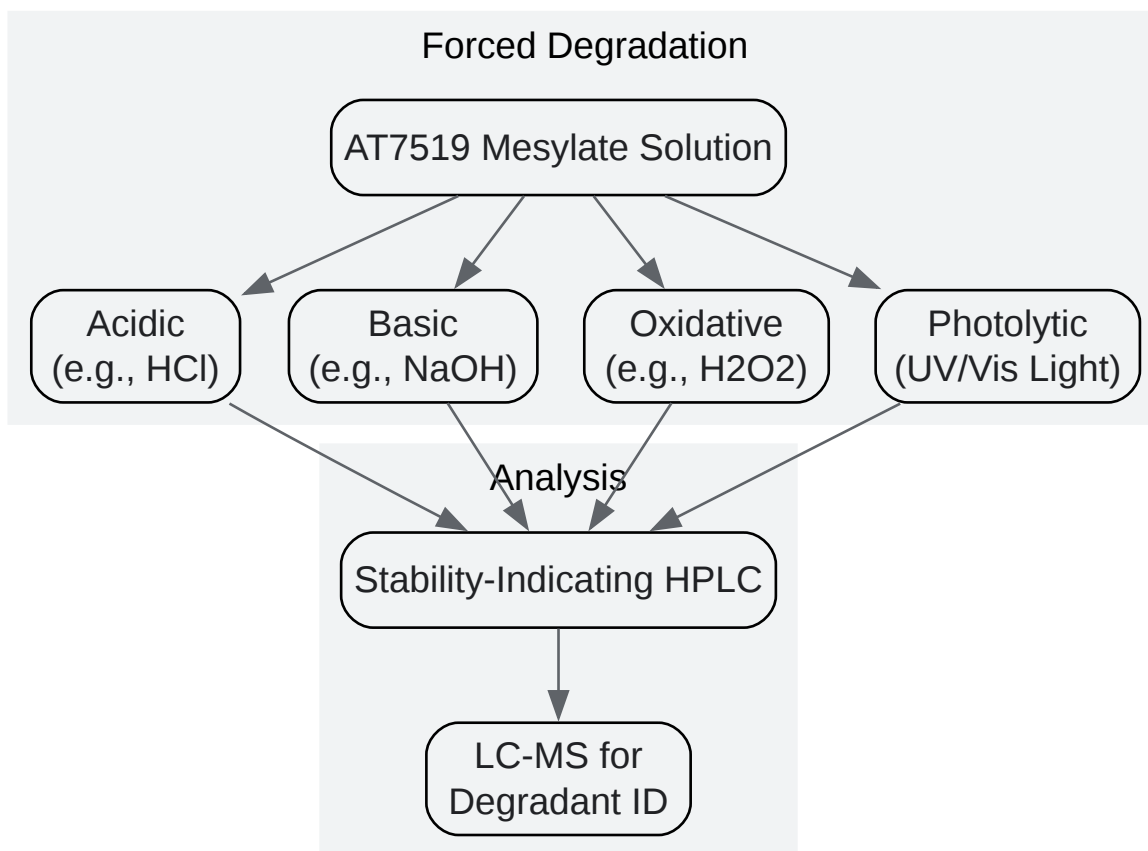 Forced Degradation
AT7519 Mesylate Solution
Acidic
(e.g., HCl)
Basic
(e.g., NaOH)
Oxidative
(e.g., H2O2)
Photolytic
(UV/Vis Light)
Analysis
Stability-Indicating HPLC
LC-MS for
Degradant ID